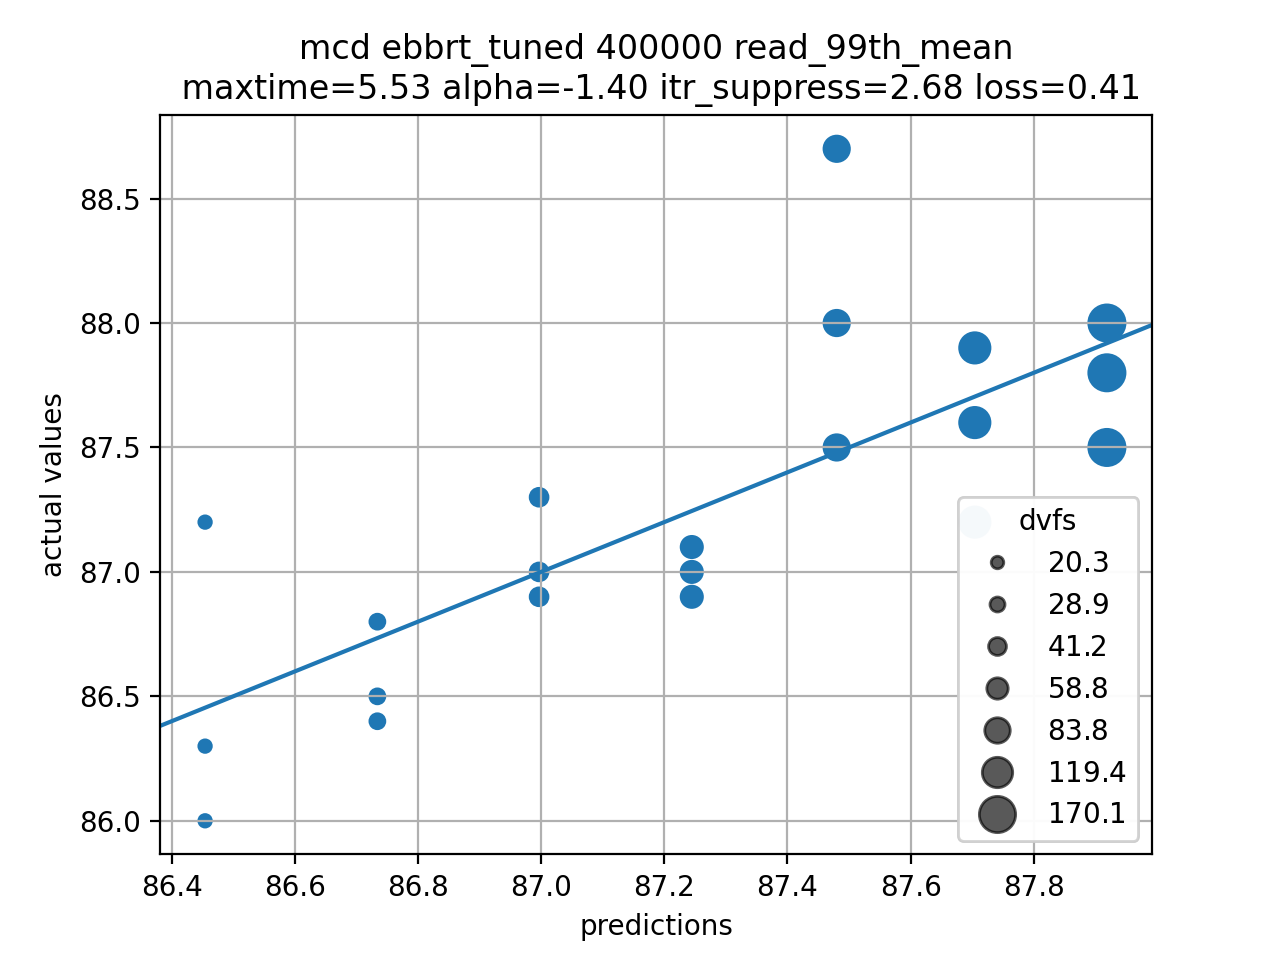 mcd ebbrt_tuned 400000 read_99th_mean
maxtime=5.53 alpha=-1.40 itr_suppress=2.68 loss=0.41
88.5
88.0
87.5
87.0
86.5
86.0
actual values
dvfs
20.3
28.9
41.2
58.8
83.8
119.4
170.1
86.4 86.6 86.8 87.0 87.2 87.4 87.6 87.8
predictions